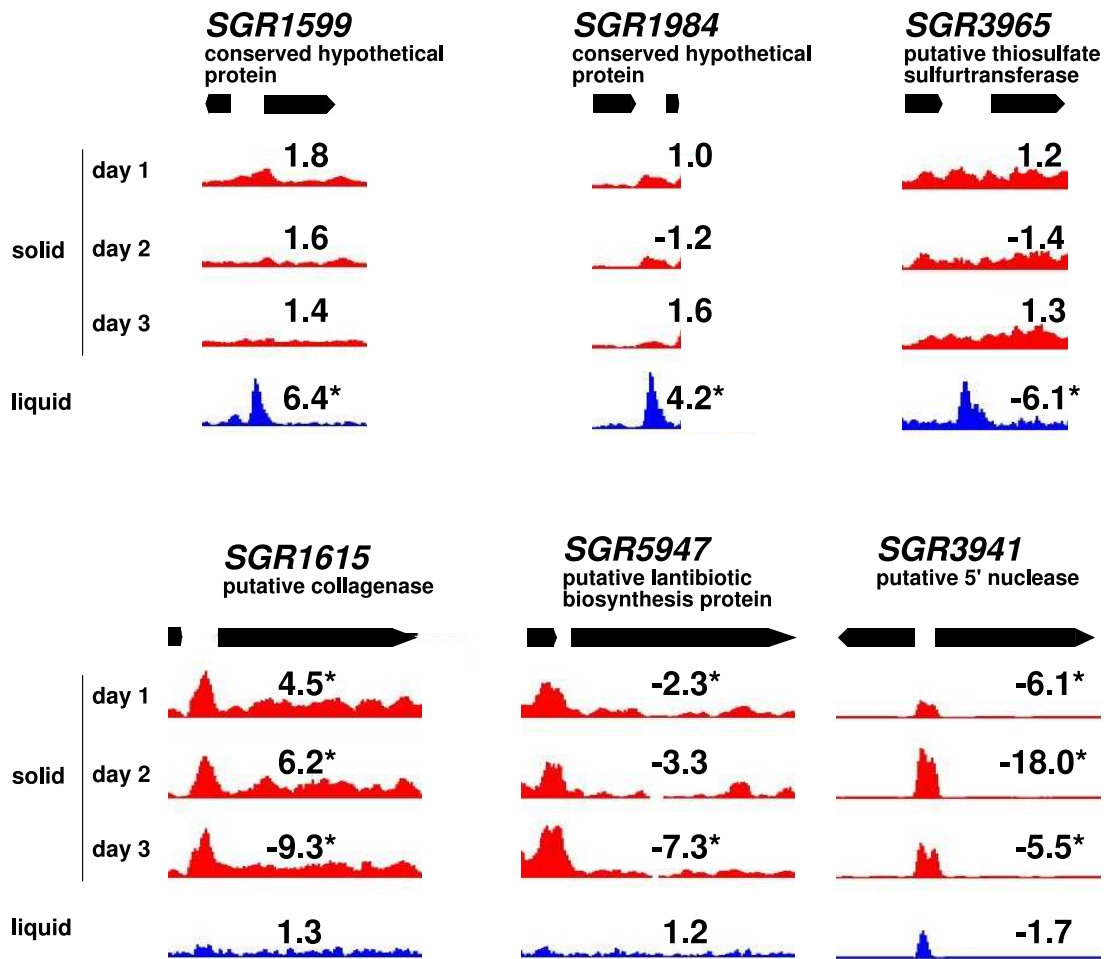 SGR1599 SGR1984 SGR3965
conserved hypothetical protein conserved hypothetical protein putative thiosulfate sulfurtransferase
day 1 1.8 1.0 1.2
solid day 2 1.6 -1.2 -1.4
day 3 1.4 1.6 1.3
liquid 6.4* 4.2* -6.1*
SGR1615 SGR5947 SGR3941
putative collagenase putative lantibiotic biosynthesis protein putative 5' nuclease
day 1 4.5* -2.3* -6.1*
solid day 2 6.2* -3.3 -18.0*
day 3 -9.3* -7.3* -5.5*
liquid 1.3 1.2 -1.7